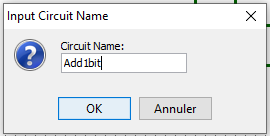 Input Circuit Name
Circuit Name:
Add1bit
OK
Annuler